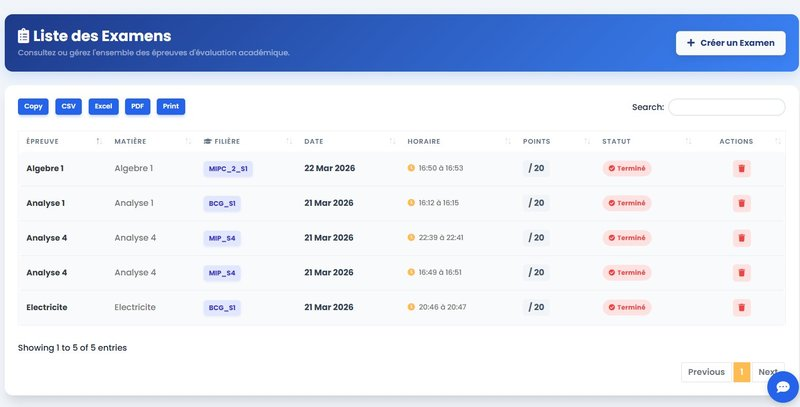 Liste des Examens
Consultez ou gérez l'ensemble des épreuves d'évaluation académique.
+ Créer un Examen
Copy CSV Excel PDF Print Search:
ÉPREUVE MATIÈRE FILIÈRE DATE HORAIRE POINTS STATUT ACTIONS
Algebre 1 Algebre 1 MIPC_2_S1 22 Mar 2026 16:50 à 16:53 / 20 Terminé
Analyse 1 Analyse 1 BCG_S1 21 Mar 2026 16:12 à 16:15 / 20 Terminé
Analyse 4 Analyse 4 MIP_S4 21 Mar 2026 22:39 à 22:41 / 20 Terminé
Analyse 4 Analyse 4 MIP_S4 21 Mar 2026 16:49 à 16:51 / 20 Terminé
Electricite Electricite BCG_S1 21 Mar 2026 20:46 à 20:47 / 20 Terminé
Showing 1 to 5 of 5 entries
Previous 1 Next